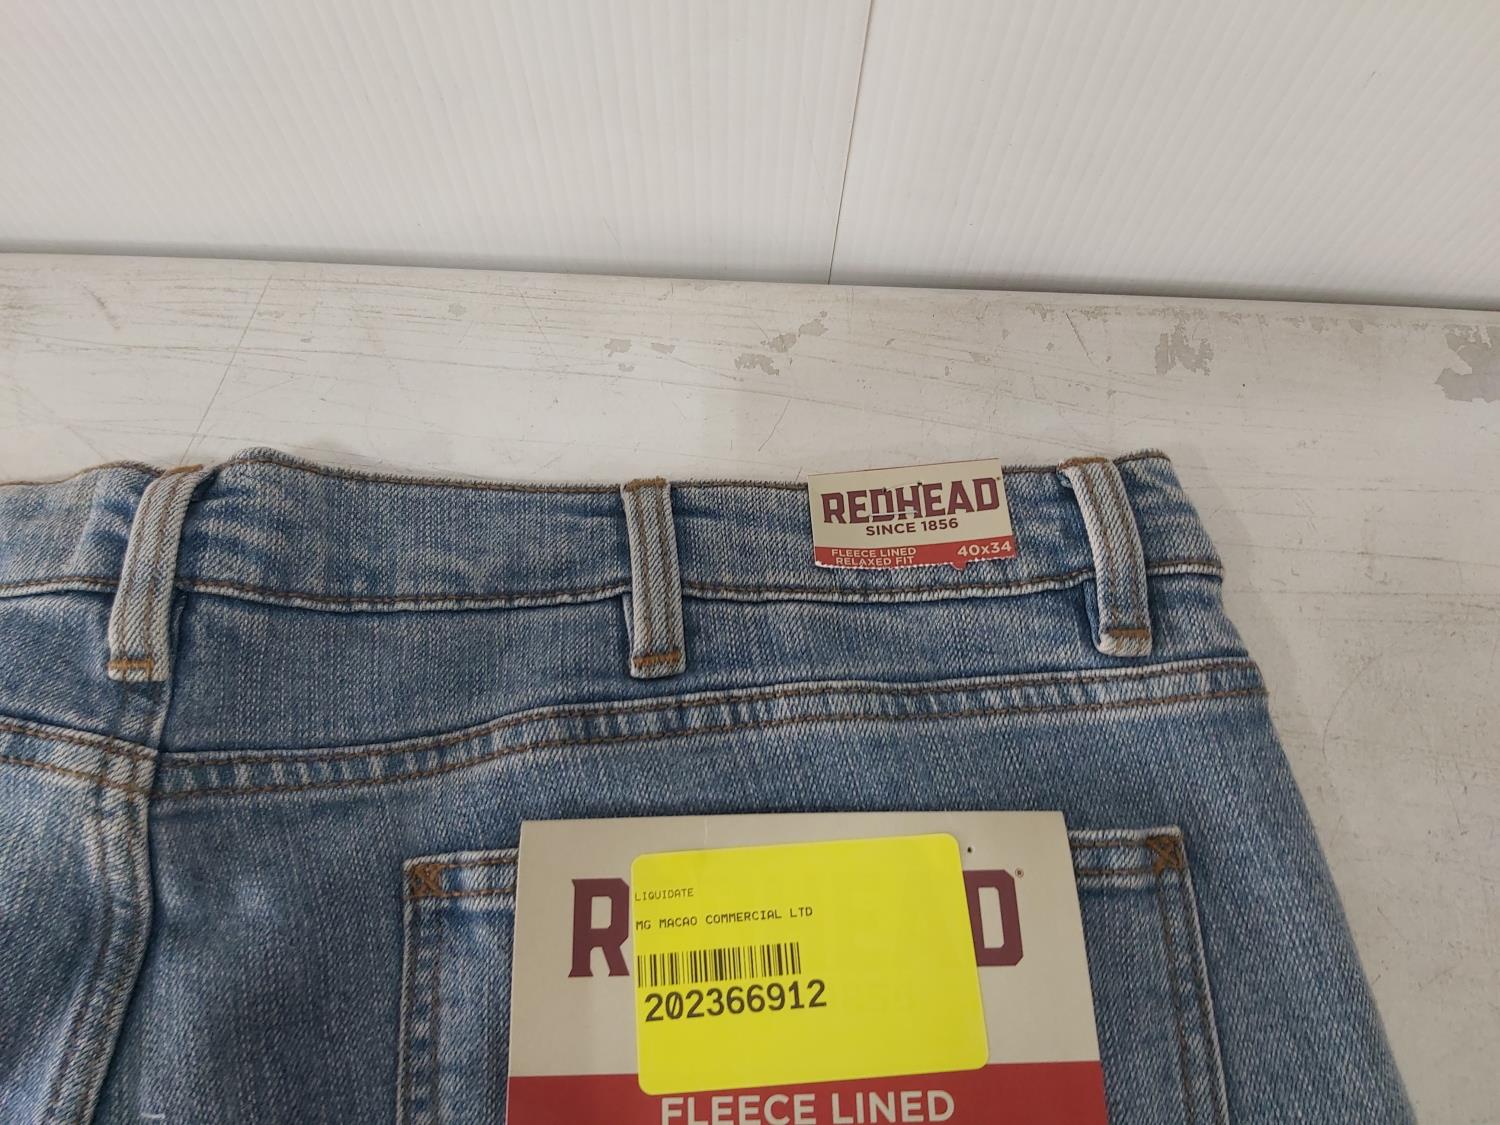 REDHEAD
SINCE 1856
FLEECE LINED
RELAXED FIT
40x34
R D®
LIQUIDATE
MG MACAO COMMERCIAL LTD
202366912
FLEECE LINED